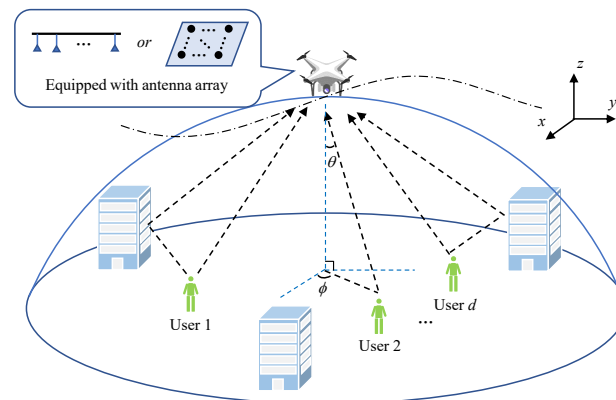 ... or
Equipped with antenna array
z
y
x
θ
ϕ
User 1
User 2
...
User d